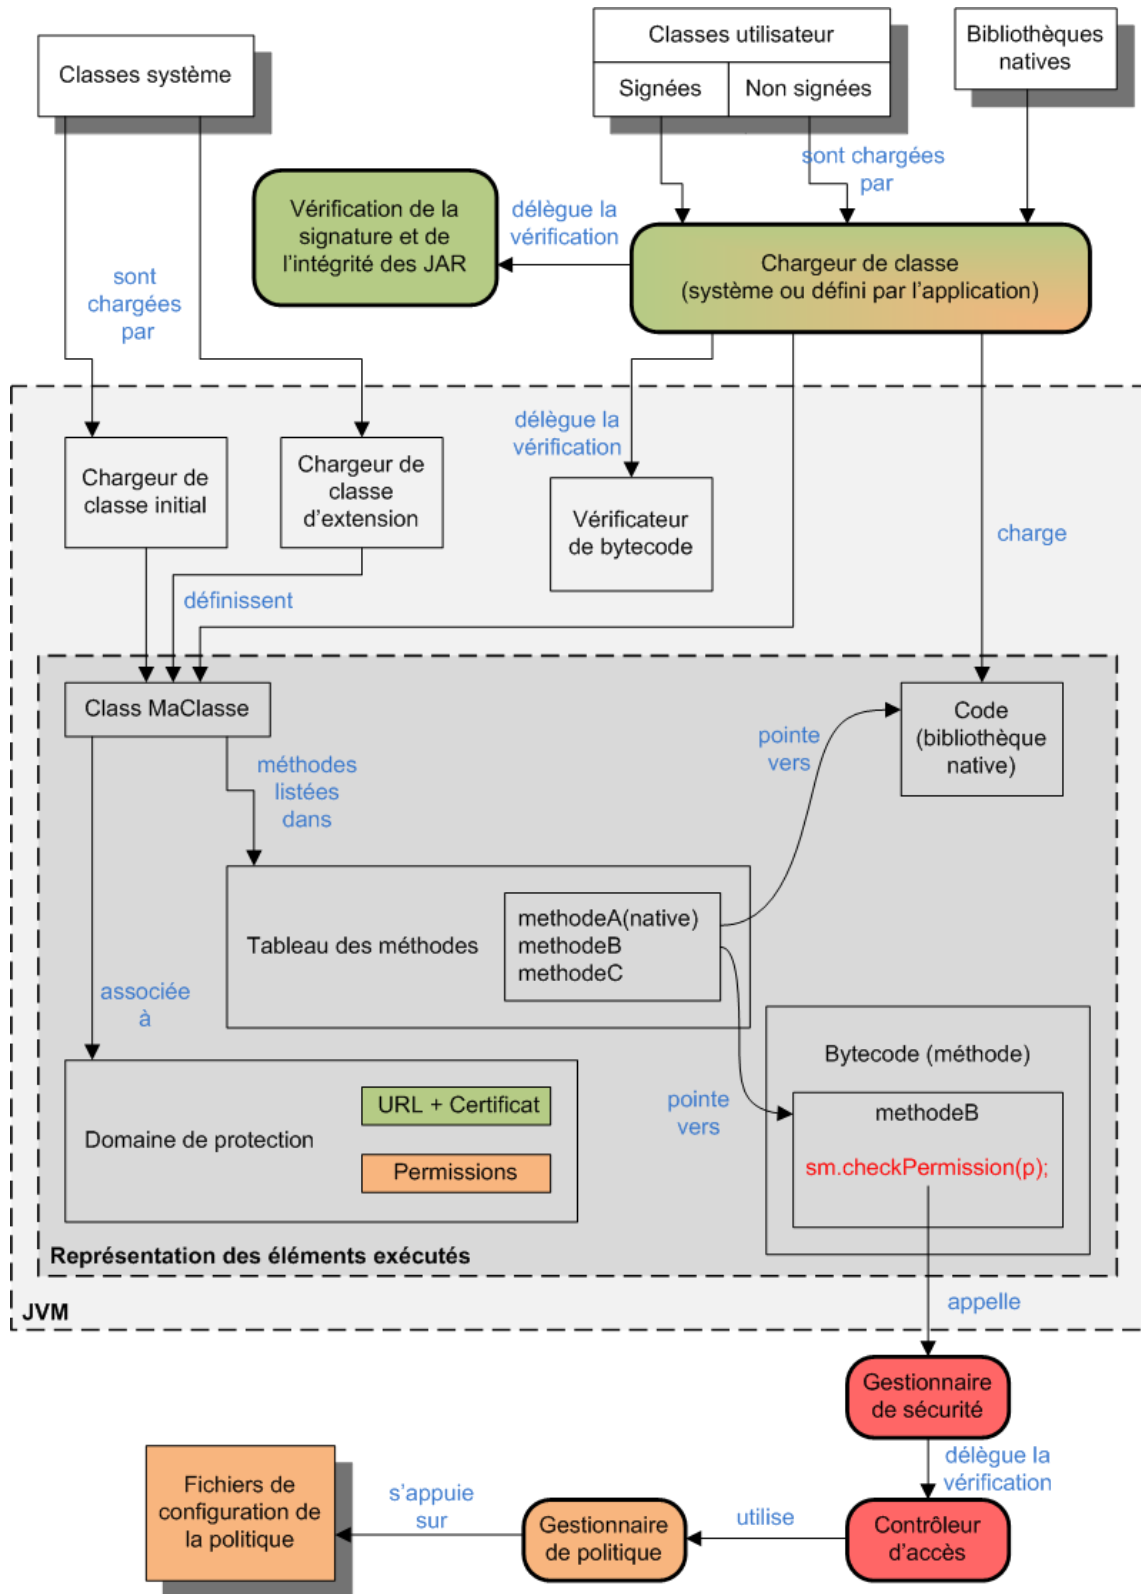 Classes système
Classes utilisateur
Signées
Non signées
Bibliothèques
natives
sont chargées
par
Vérification de la
signature et de
l'intégrité des JAR
délègue la
vérification
Chargeur de classe
(système ou défini par l'application)
sont
chargées
par
délègue la
vérification
Chargeur de
classe initial
Chargeur de
classe
d'extension
Vérificateur
de bytecode
charge
définissent
Class MaClasse
Code
(bibliothèque
native)
pointe
vers
méthodes
listées
dans
Tableau des méthodes
methodeA(native)
methodeB
methodeC
associée
à
Bytecode (méthode)
methodeB
sm.checkPermission(p);
pointe
vers
Domaine de protection
URL + Certificat
Permissions
Représentation des éléments exécutés
JVM
appelle
Gestionnaire
de sécurité
délègue la
vérification
Contrôleur
d'accès
utilise
Gestionnaire
de politique
s'appuie
sur
Fichiers de
configuration de
la politique